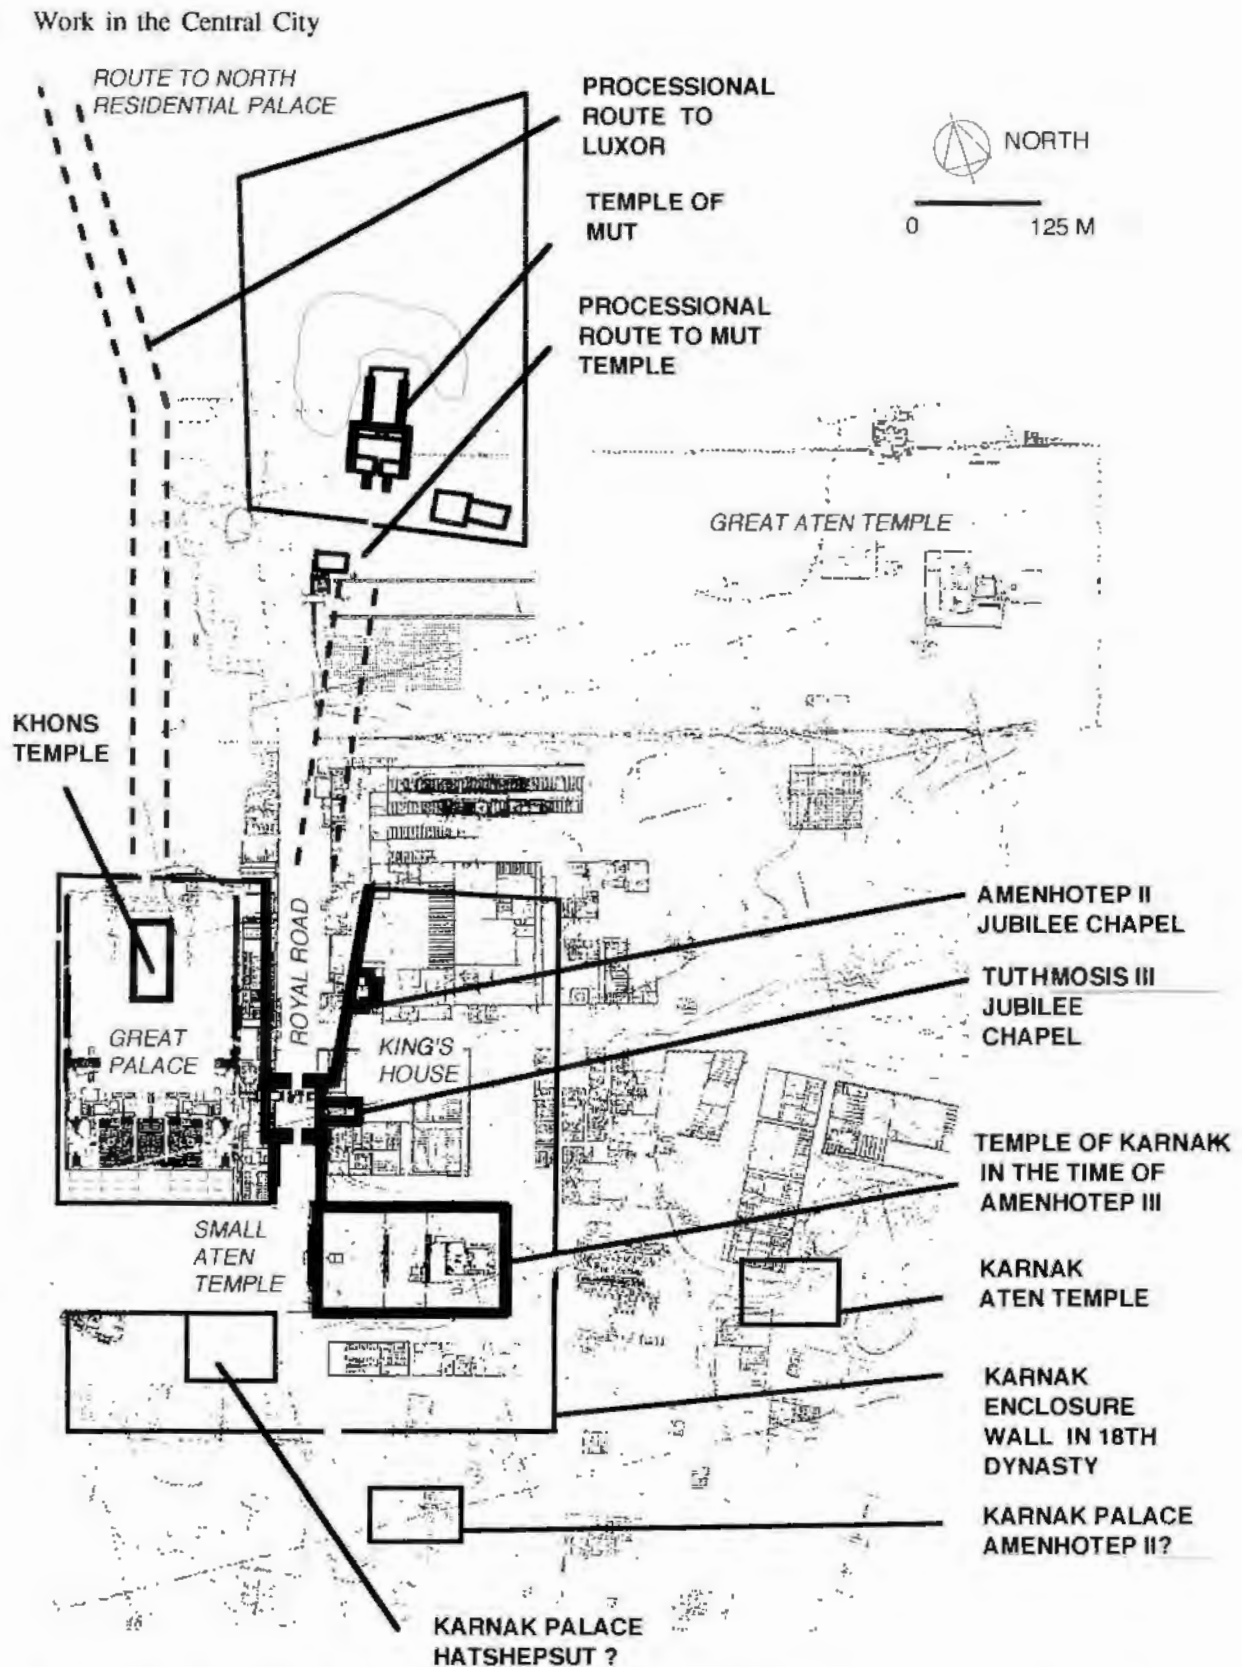 Work in the Central City
ROUTE TO NORTH
RESIDENTIAL PALACE
PROCESSIONAL
ROUTE TO
LUXOR
NORTH
0 125 M
TEMPLE OF
MUT
PROCESSIONAL
ROUTE TO MUT
TEMPLE
GREAT ATEN TEMPLE
KHONS
TEMPLE
ROYAL ROAD
AMENHOTEP II
JUBILEE CHAPEL
TUTHMOSIS III
JUBILEE
CHAPEL
GREAT
PALACE
KING'S
HOUSE
TEMPLE OF KARNAK
IN THE TIME OF
AMENHOTEP III
SMALL
ATEN
TEMPLE
KARNAK
ATEN TEMPLE
KARNAK
ENCLOSURE
WALL IN 18TH
DYNASTY
KARNAK PALACE
AMENHOTEP II?
KARNAK PALACE
HATSHEPSUT ?